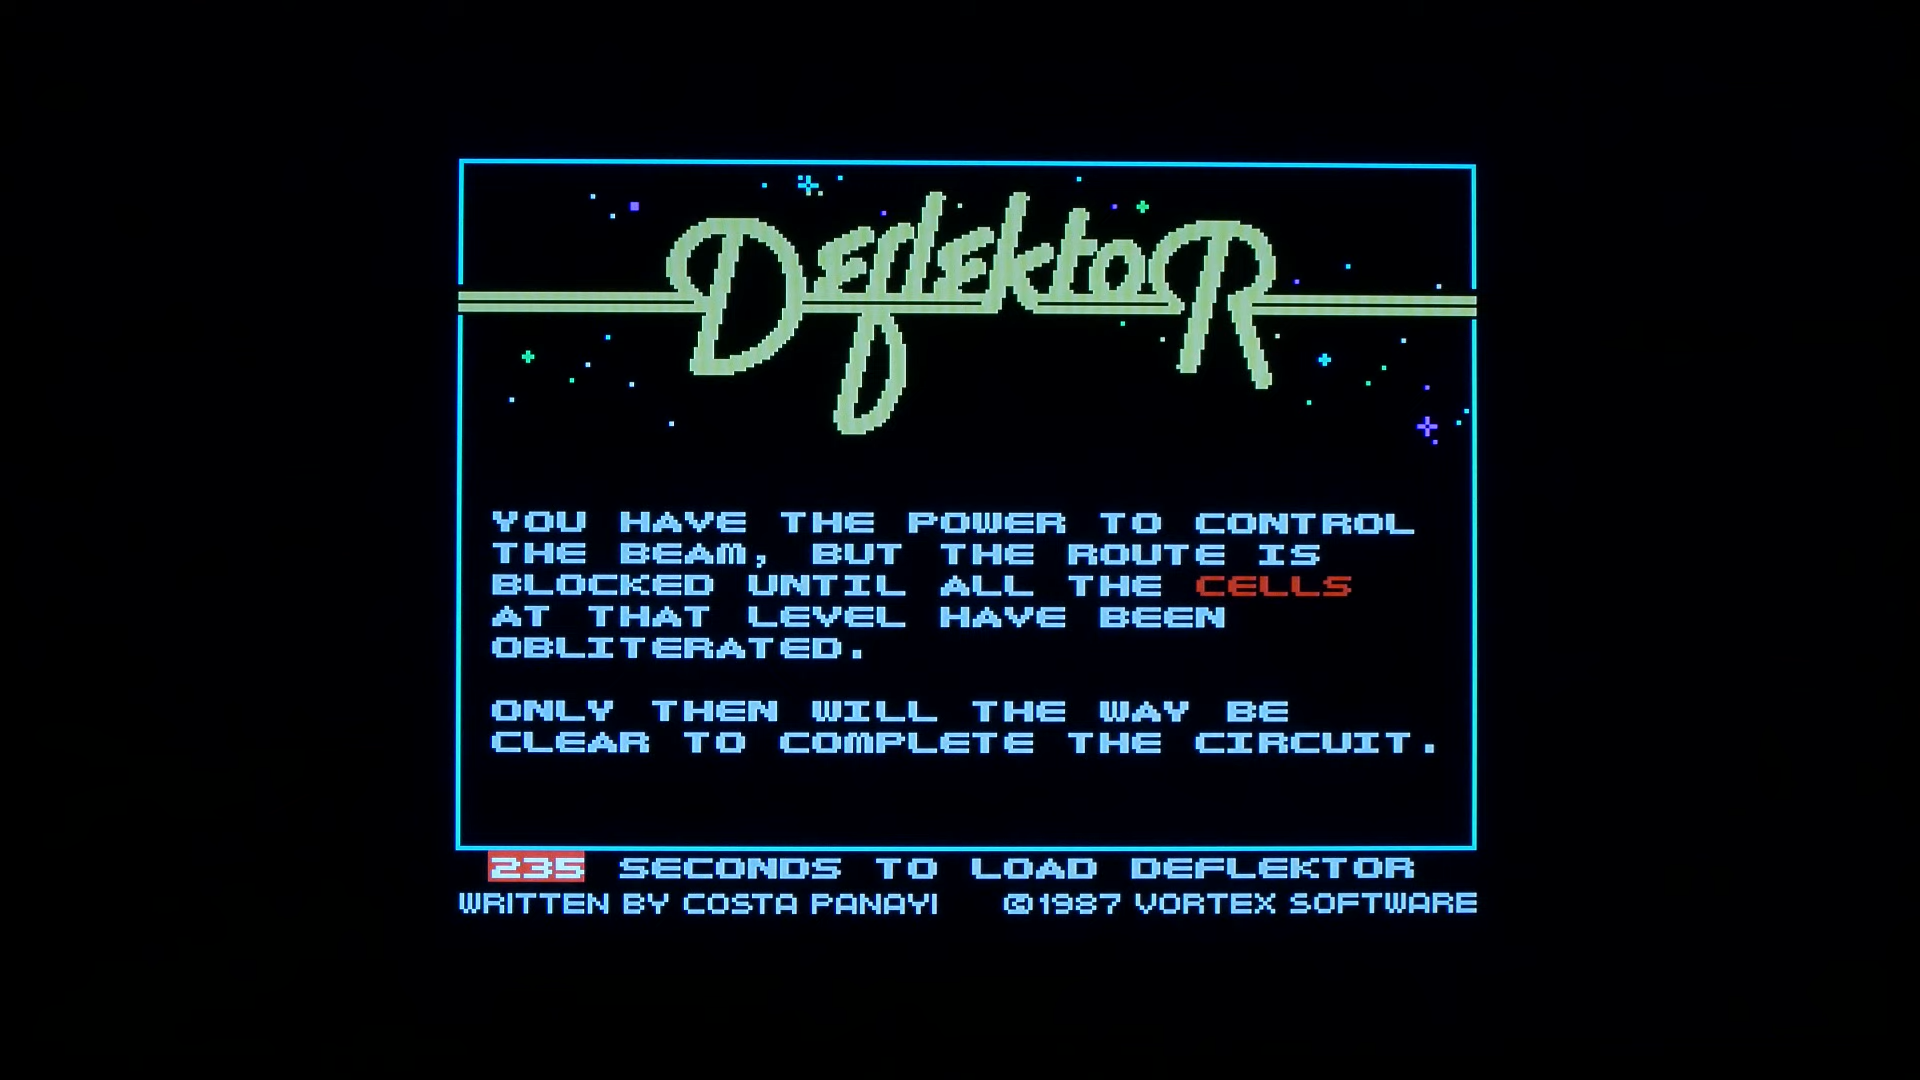 DeflektoR
YOU HAVE THE POWER TO CONTROL
THE BEAM, BUT THE ROUTE IS
BLOCKED UNTIL ALL THE CELLS
AT THAT LEVEL HAVE BEEN
OBLITERATED.
ONLY THEN WILL THE WAY BE
CLEAR TO COMPLETE THE CIRCUIT.
235 SECONDS TO LOAD DEFLEKTOR
WRITTEN BY COSTA PANAYI ©1987 VORTEX SOFTWARE